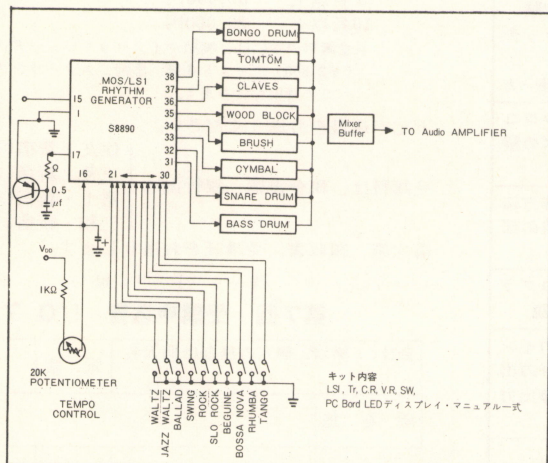 MOS/LS1
RHYTHM
GENERATOR
S8890
15
1
17
16
21
30
38
37
36
35
34
33
32
31
BONGO DRUM
TOMTOM
CLAVES
WOOD BLOCK
BRUSH
CYMBAL
SNARE DRUM
BASS DRUM
Mixer
Buffer
TO Audio AMPLIFIER
Ω
0.5
μf
+
VDD
1KΩ
20K
POTENTIOMETER
TEMPO
CONTROL
WALTZ
JAZZ WALTZ
BALLAD
SWING
ROCK
SLO ROCK
BEGUINE
BOSSA NOVA
RHUMBA
TANGO
キット内容
LSI, Tr, C.R, V.R, SW,
PC Bord LEDディスプレイ・マニュアル一式